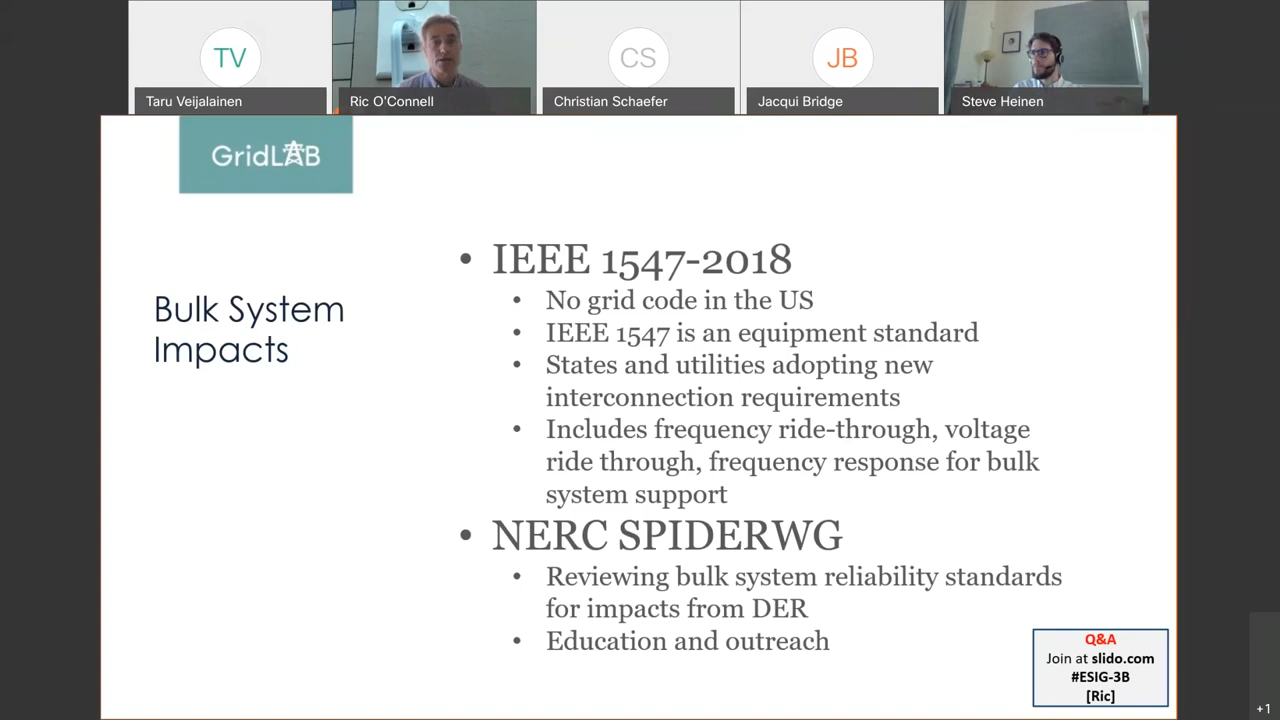 TV
CS
JB
Taru Veijalainen
Ric O'Connell
Christian Schaefer
Jacqui Bridge
Steve Heinen
GridLAB
Bulk System
Impacts
• IEEE 1547-2018
• No grid code in the US
• IEEE 1547 is an equipment standard
• States and utilities adopting new
interconnection requirements
• Includes frequency ride-through, voltage
ride through, frequency response for bulk
system support
• NERC SPIDERWG
• Reviewing bulk system reliability standards
for impacts from DER
• Education and outreach
Q&A
Join at slido.com
#ESIG-3B
[Ric]
+1